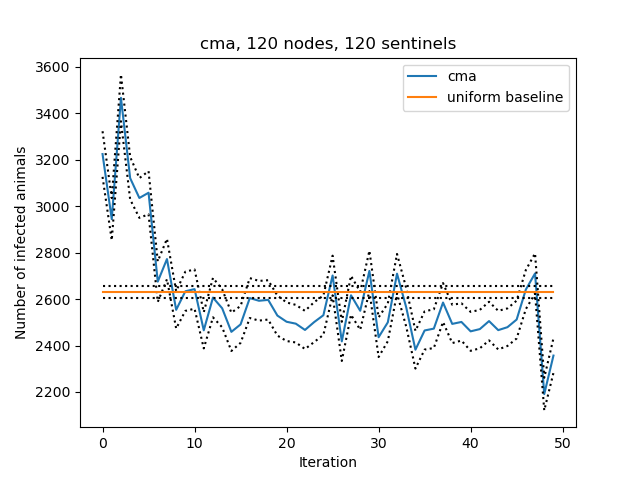 cma, 120 nodes, 120 sentinels
cma
uniform baseline
Number of infected animals
3600
3400
3200
3000
2800
2600
2400
2200
0
10
20
30
40
50
Iteration